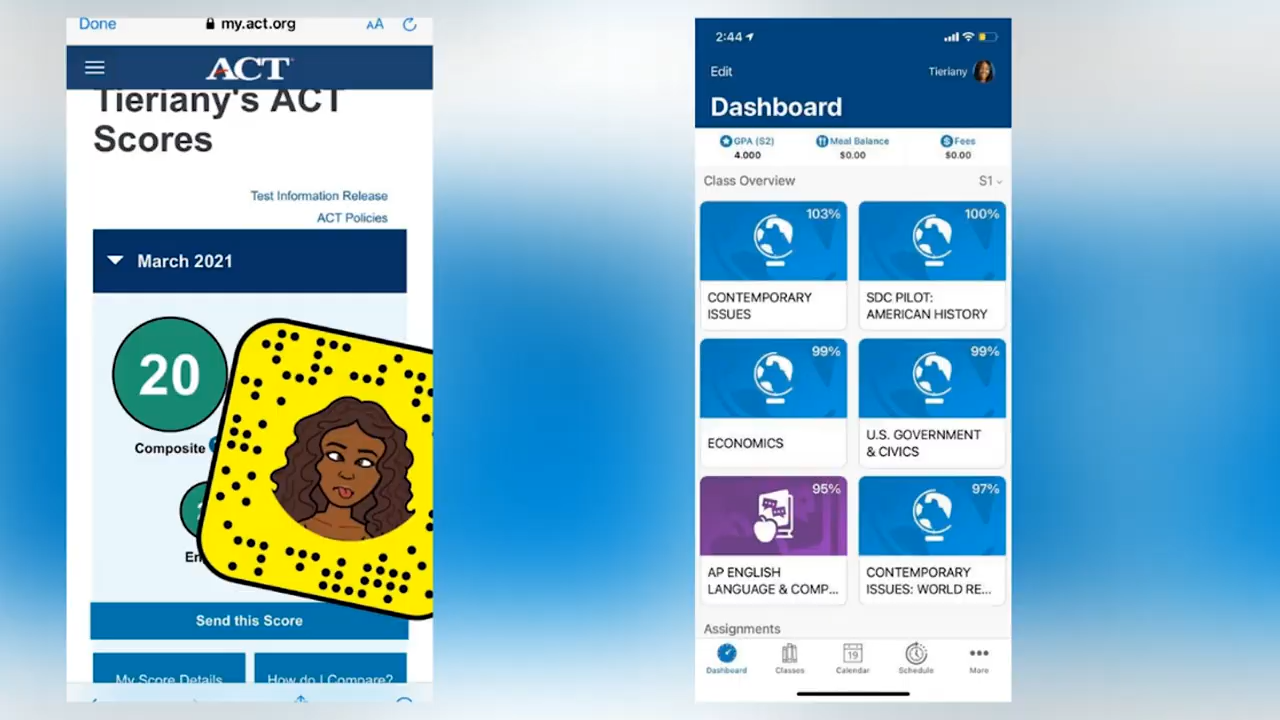 Done
my.act.org
AA
ACT
Tieriany's ACT
Scores
Test Information Release
ACT Policies
March 2021
20
Composite
En
Send this Score
My Score Details
How do I Compare?
2:44
Edit
Tieriany
Dashboard
GPA (S2)
Meal Balance
Fees
4.000
$0.00
$0.00
Class Overview
S1
103%
CONTEMPORARY
ISSUES
100%
SDC PILOT:
AMERICAN HISTORY
99%
ECONOMICS
99%
U.S. GOVERNMENT
& CIVICS
95%
AP ENGLISH
LANGUAGE & COMP...
97%
CONTEMPORARY
ISSUES: WORLD RE...
Assignments
Dashboard
Classes
19
Calendar
Schedule
More